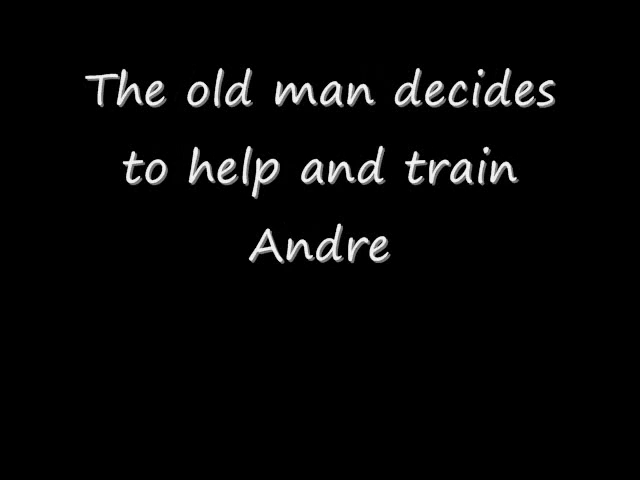 The old man decides
to help and train
Andre